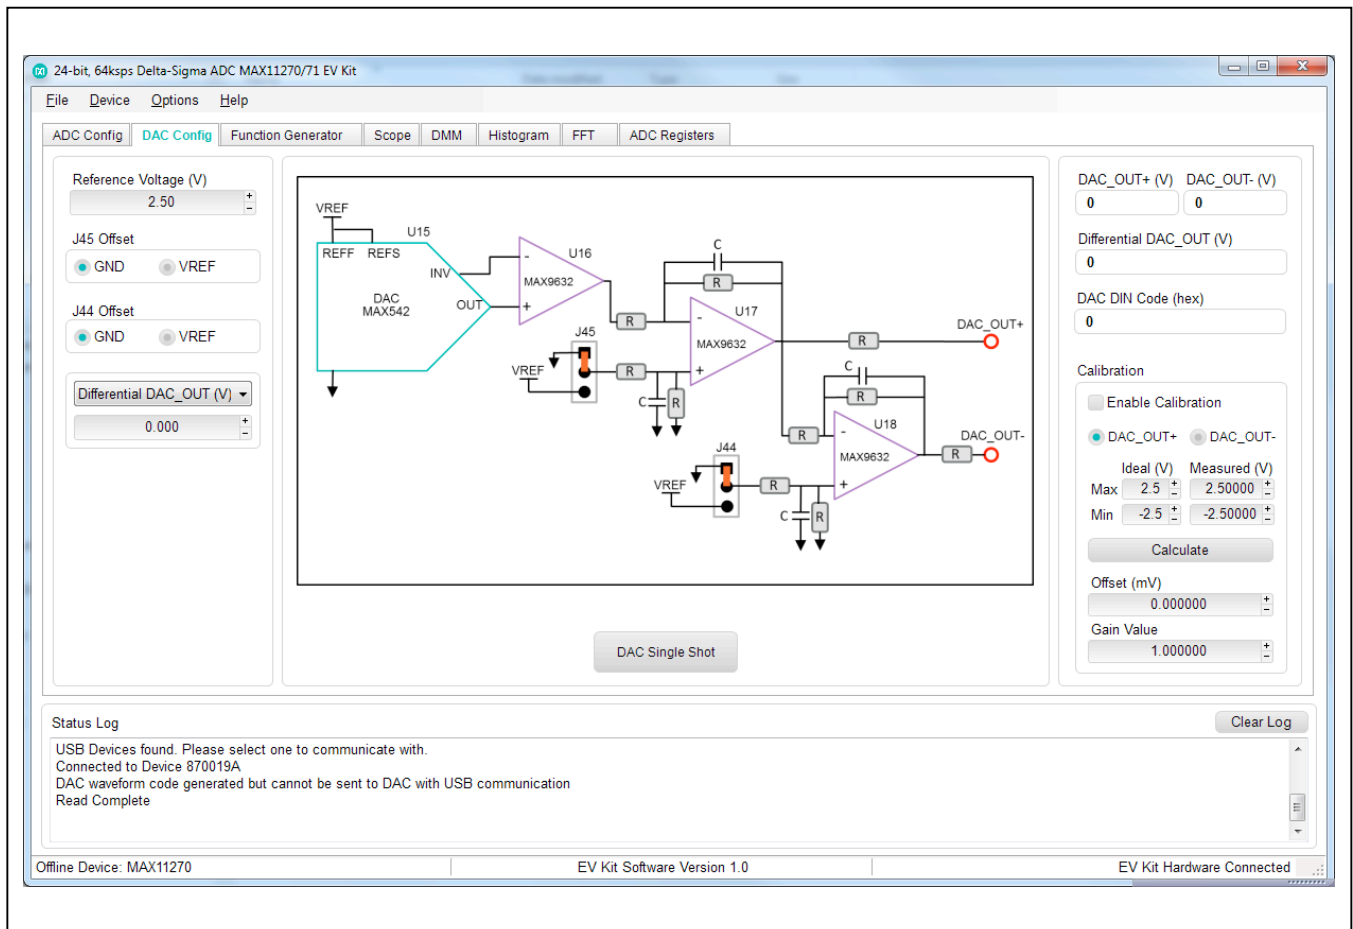 24-bit, 64ksps Delta-Sigma ADC MAX11270/71 EV Kit
File Device Options Help
ADC Config DAC Config Function Generator Scope DMM Histogram FFT ADC Registers
Reference Voltage (V)
2.50
J45 Offset
GND VREF
J44 Offset
GND VREF
Differential DAC_OUT (V)
0.000
VREF
REFF REFS
U15
INV
DAC
MAX542
OUT
-
U16
MAX9632
+
C
R
R
-
U17
MAX9632
+
J45
VREF
R
C
R
R
DAC_OUT+
C
R
R
-
U18
MAX9632
+
R
DAC_OUT-
J44
VREF
R
C
R
DAC Single Shot
DAC_OUT+ (V) DAC_OUT- (V)
0 0
Differential DAC_OUT (V)
0
DAC DIN Code (hex)
0
Calibration
Enable Calibration
DAC_OUT+ DAC_OUT-
Ideal (V) Measured (V)
Max 2.5 2.50000
Min -2.5 -2.50000
Calculate
Offset (mV)
0.000000
Gain Value
1.000000
Status Log
Clear Log
USB Devices found. Please select one to communicate with.
Connected to Device 870019A
DAC waveform code generated but cannot be sent to DAC with USB communication
Read Complete
Offline Device: MAX11270
EV Kit Software Version 1.0
EV Kit Hardware Connected